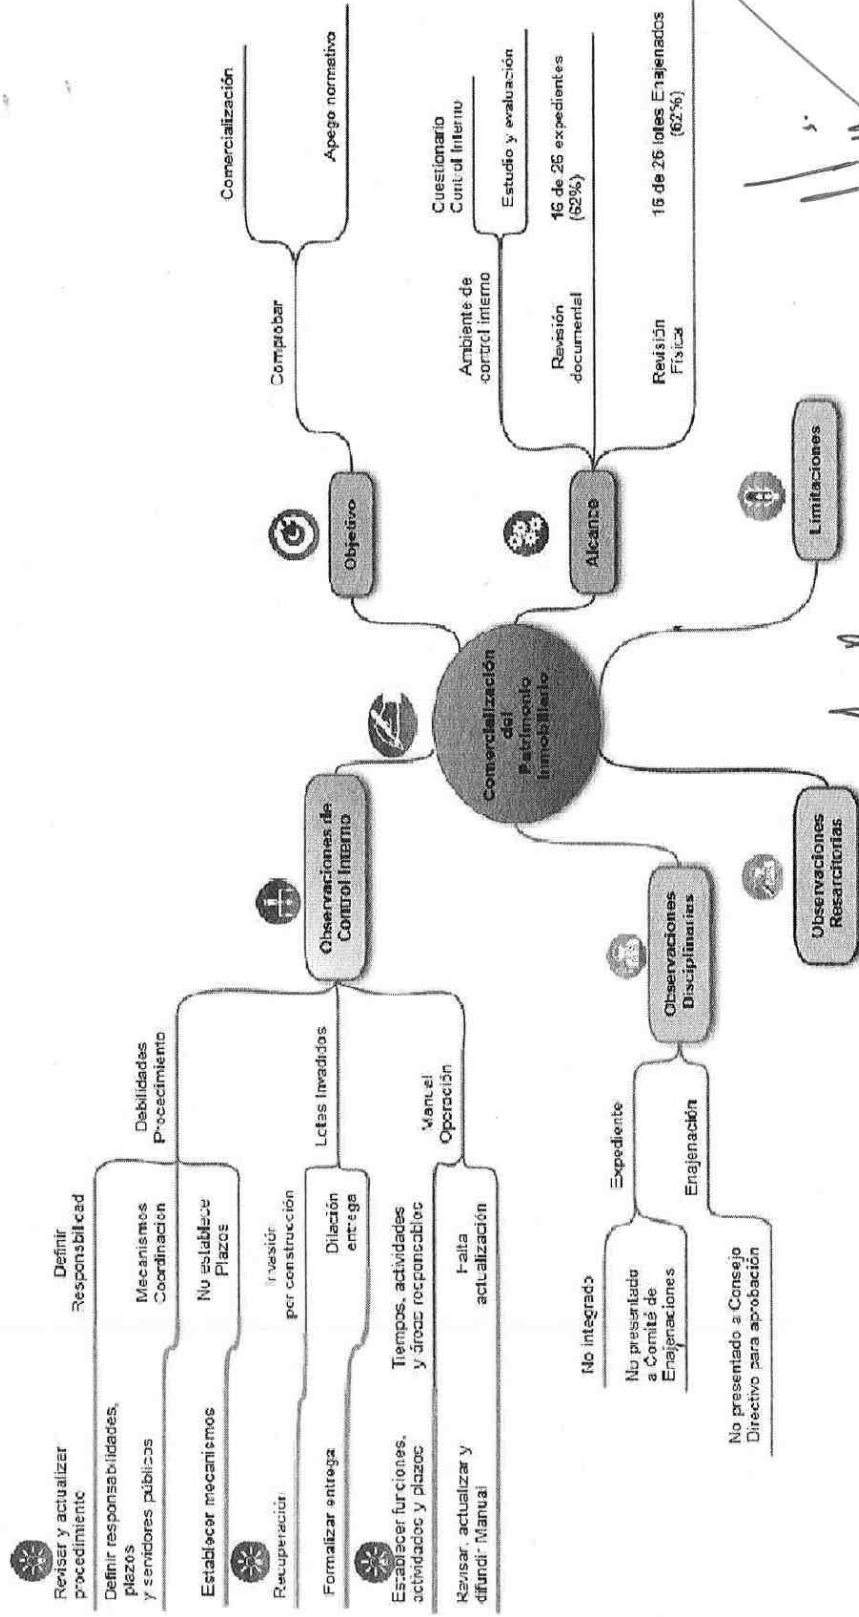 Comercialización
del
Patrimonio
Inmobiliario
Objetivo
Comprobar
Comercialización
Apego normativo
Alcance
Ambiente de
control interno
Cuestionario
Control Interno
Estudio y evaluación
Revisión
documental
16 de 26 expedientes
(62%)
Revisión
Física
16 de 26 lotes Enajenados
(62%)
Limitaciones
Observaciones
Resarcitorias
Observaciones
Disciplinarias
Expediente
No integrado
No presentado
a Comité de
Enajenaciones
Enajenación
No presentado a Consejo
Directivo para aprobación
Observaciones de
Control Interno
Debilidades
Procedimiento
Definir
Responsabilidad
Revisar y actualizar
procedimiento
Mecanismos
Coordinacion
Definir responsabilidades,
plazos
y servidores públicos
No establece
Plazos
Establecer mecanismos
Lotes Invadidos
Invasión
por construcción
Recuperación
Dilación
entrega
Formalizar entrega
Manual
Operación
Tiempos, actividades
y áreas responsables
Establecer funciones,
actividades y plazos
Falta
actualización
Revisar, actualizar y
difundir Manual